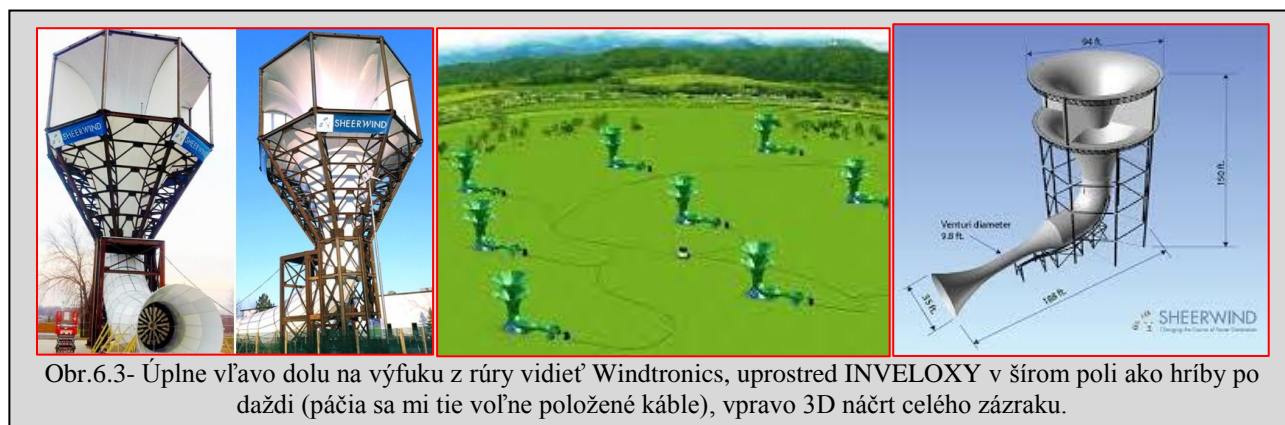 SHEERWIND
SHEERWIND
SHEERWIND
94 ft.
150 ft.
Venturi diameter
9.8 ft.
188 ft.
35 ft.
SHEERWIND
Obr.6.3- Úplne vľavo dolu na výfuku z rúry vidieť Windtronics, uprostred INVELOXY v šírom poli ako hríby po
daždi (páčia sa mi tie voľne položené káble), vpravo 3D náčrt celého zázraku.